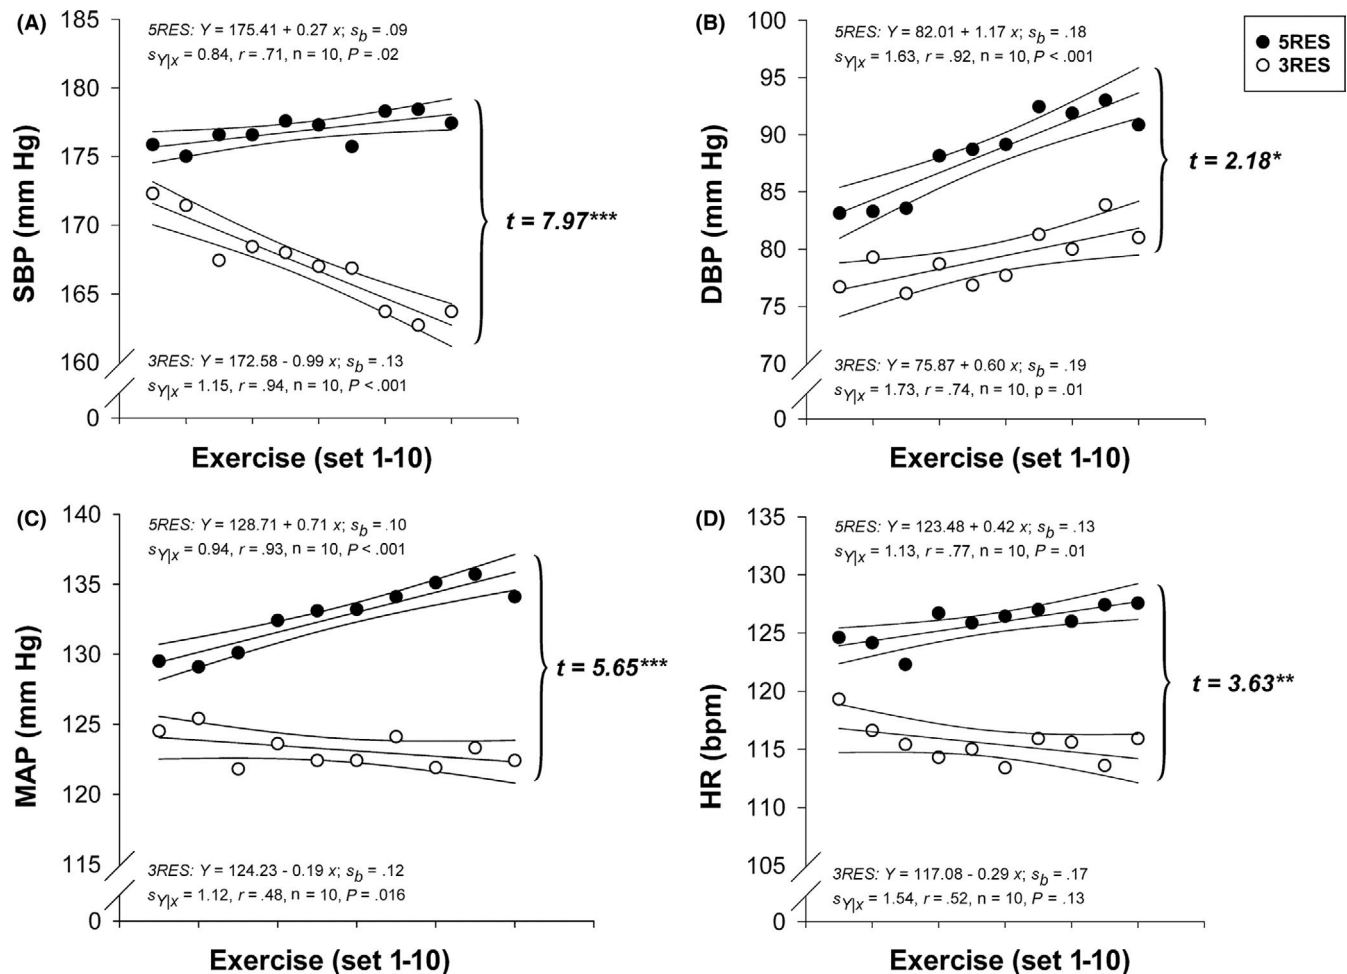 (A)
5RES: Y = 175.41 + 0.27 x; sb = .09
sY|x = 0.84, r = .71, n = 10, P = .02
185
180
175
170
165
160
0
SBP (mm Hg)
t = 7.97***
3RES: Y = 172.58 - 0.99 x; sb = .13
sY|x = 1.15, r = .94, n = 10, P < .001
Exercise (set 1-10)
(B)
5RES: Y = 82.01 + 1.17 x; sb = .18
sY|x = 1.63, r = .92, n = 10, P < .001
100
95
90
85
80
75
70
0
DBP (mm Hg)
t = 2.18*
3RES: Y = 75.87 + 0.60 x; sb = .19
sY|x = 1.73, r = .74, n = 10, p = .01
Exercise (set 1-10)
5RES
3RES
(C)
5RES: Y = 128.71 + 0.71 x; sb = .10
sY|x = 0.94, r = .93, n = 10, P < .001
140
135
130
125
120
115
0
MAP (mm Hg)
t = 5.65***
3RES: Y = 124.23 - 0.19 x; sb = .12
sY|x = 1.12, r = .48, n = 10, P = .016
Exercise (set 1-10)
(D)
5RES: Y = 123.48 + 0.42 x; sb = .13
sY|x = 1.13, r = .77, n = 10, P = .01
135
130
125
120
115
110
105
0
HR (bpm)
t = 3.63**
3RES: Y = 117.08 - 0.29 x; sb = .17
sY|x = 1.54, r = .52, n = 10, P = .13
Exercise (set 1-10)